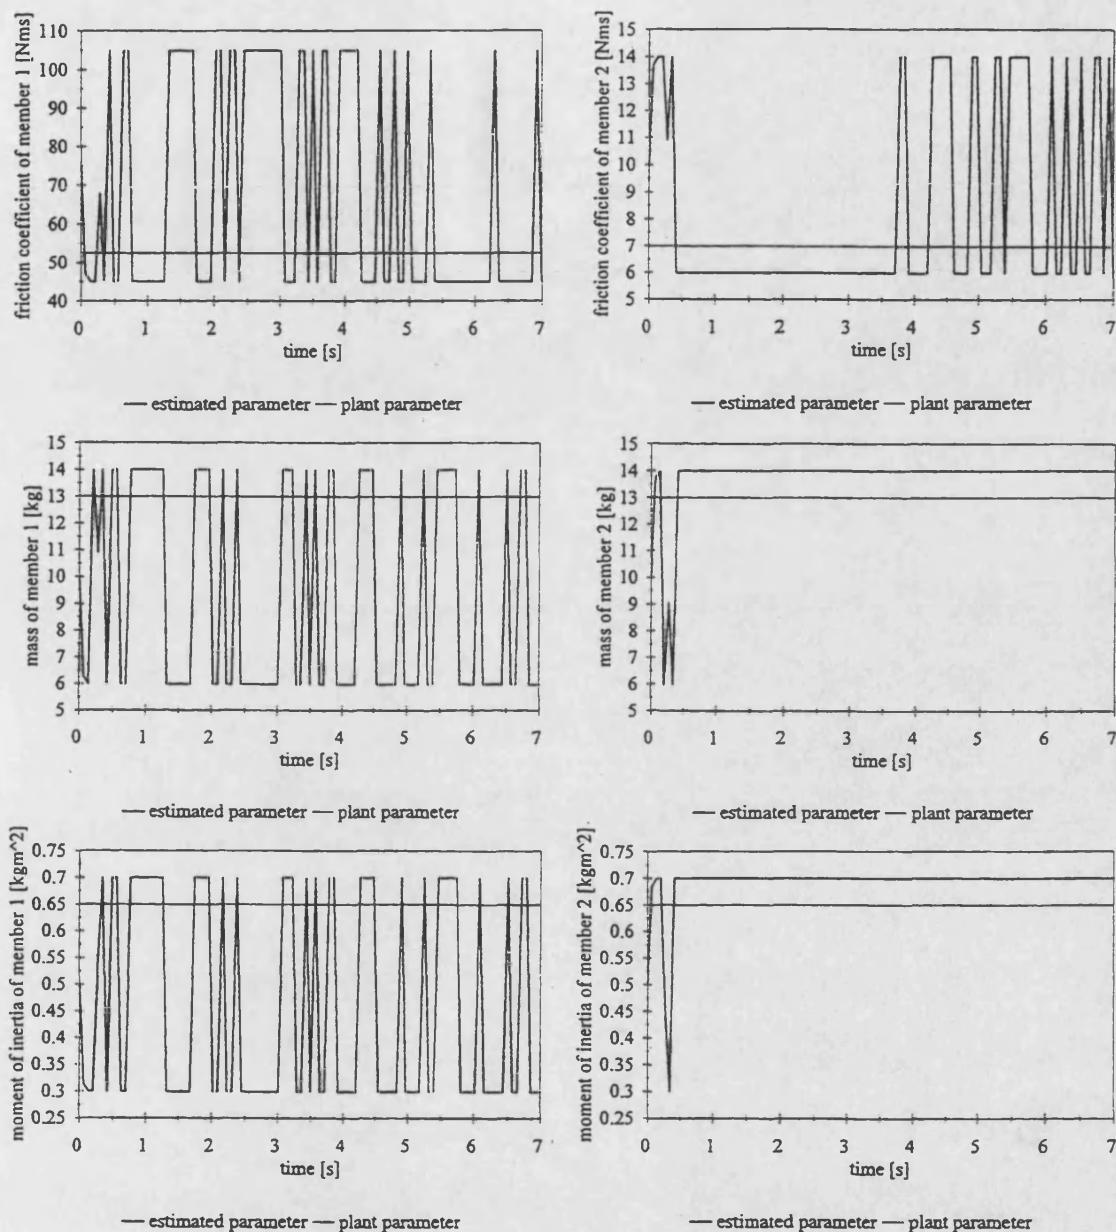 friction coefficient of member 1 [Nms]
110
100
90
80
70
60
50
40
0 1 2 3 4 5 6 7
time [s]
estimated parameter plant parameter
friction coefficient of member 2 [Nms]
15
14
13
12
11
10
9
8
7
6
5
0 1 2 3 4 5 6 7
time [s]
estimated parameter plant parameter
mass of member 1 [kg]
15
14
13
12
11
10
9
8
7
6
5
0 1 2 3 4 5 6 7
time [s]
estimated parameter plant parameter
mass of member 2 [kg]
15
14
13
12
11
10
9
8
7
6
5
0 1 2 3 4 5 6 7
time [s]
estimated parameter plant parameter
moment of inertia of member 1 [kgm^2]
0.75
0.7
0.65
0.6
0.55
0.5
0.45
0.4
0.35
0.3
0.25
0 1 2 3 4 5 6 7
time [s]
estimated parameter plant parameter
moment of inertia of member 2 [kgm^2]
0.75
0.7
0.65
0.6
0.55
0.5
0.45
0.4
0.35
0.3
0.25
0 1 2 3 4 5 6 7
time [s]
estimated parameter plant parameter